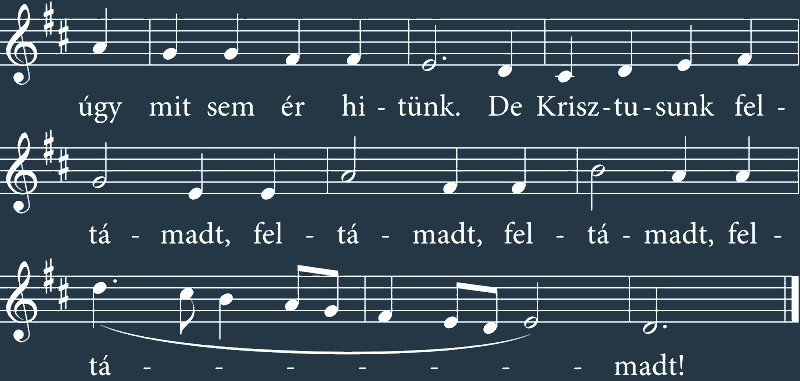 úgy mit sem ér hi - tünk. De Krisz-tu-sunk fel -
tá - madt, fel - tá - madt, fel - tá - madt, fel -
tá - - - - - - - madt!